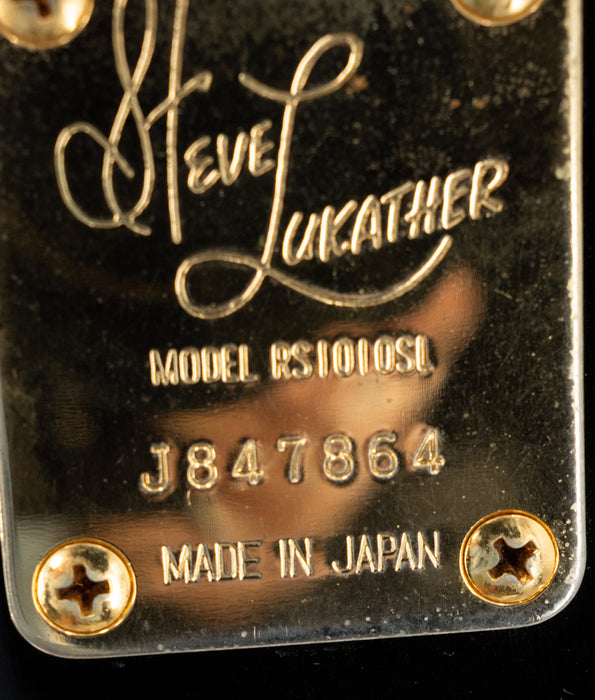 Steve
Lukather
MODEL RS1010SL
J847864
MADE IN JAPAN